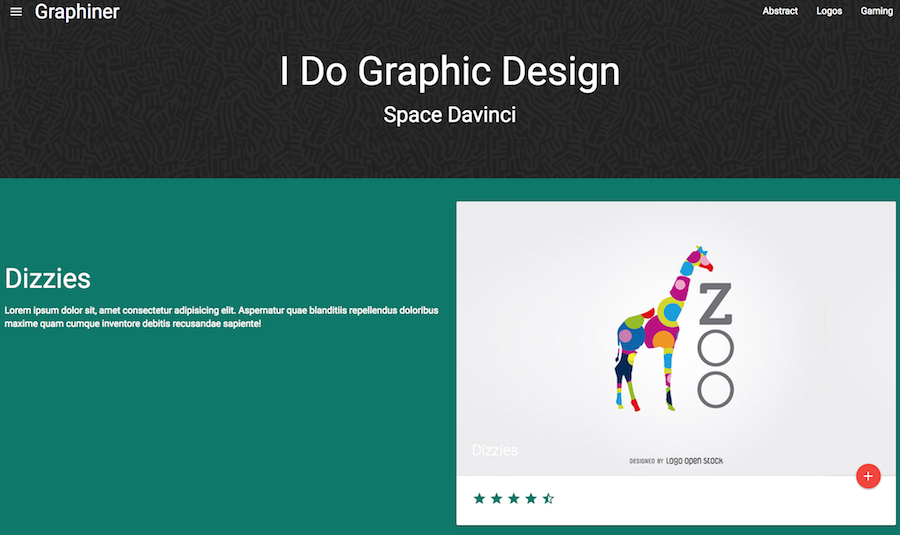 Graphiner
Abstract Logos Gaming
I Do Graphic Design
Space Davinci
Dizzies
Lorem ipsum dolor sit, amet consectetur adipisicing elit. Aspernatur quae blanditiis repellendus doloribus
maxime quam cumque inventore debitis recusandae sapiente!
ZOO
Dizzies
DESIGNED BY LOGO OPEN STOCK
+